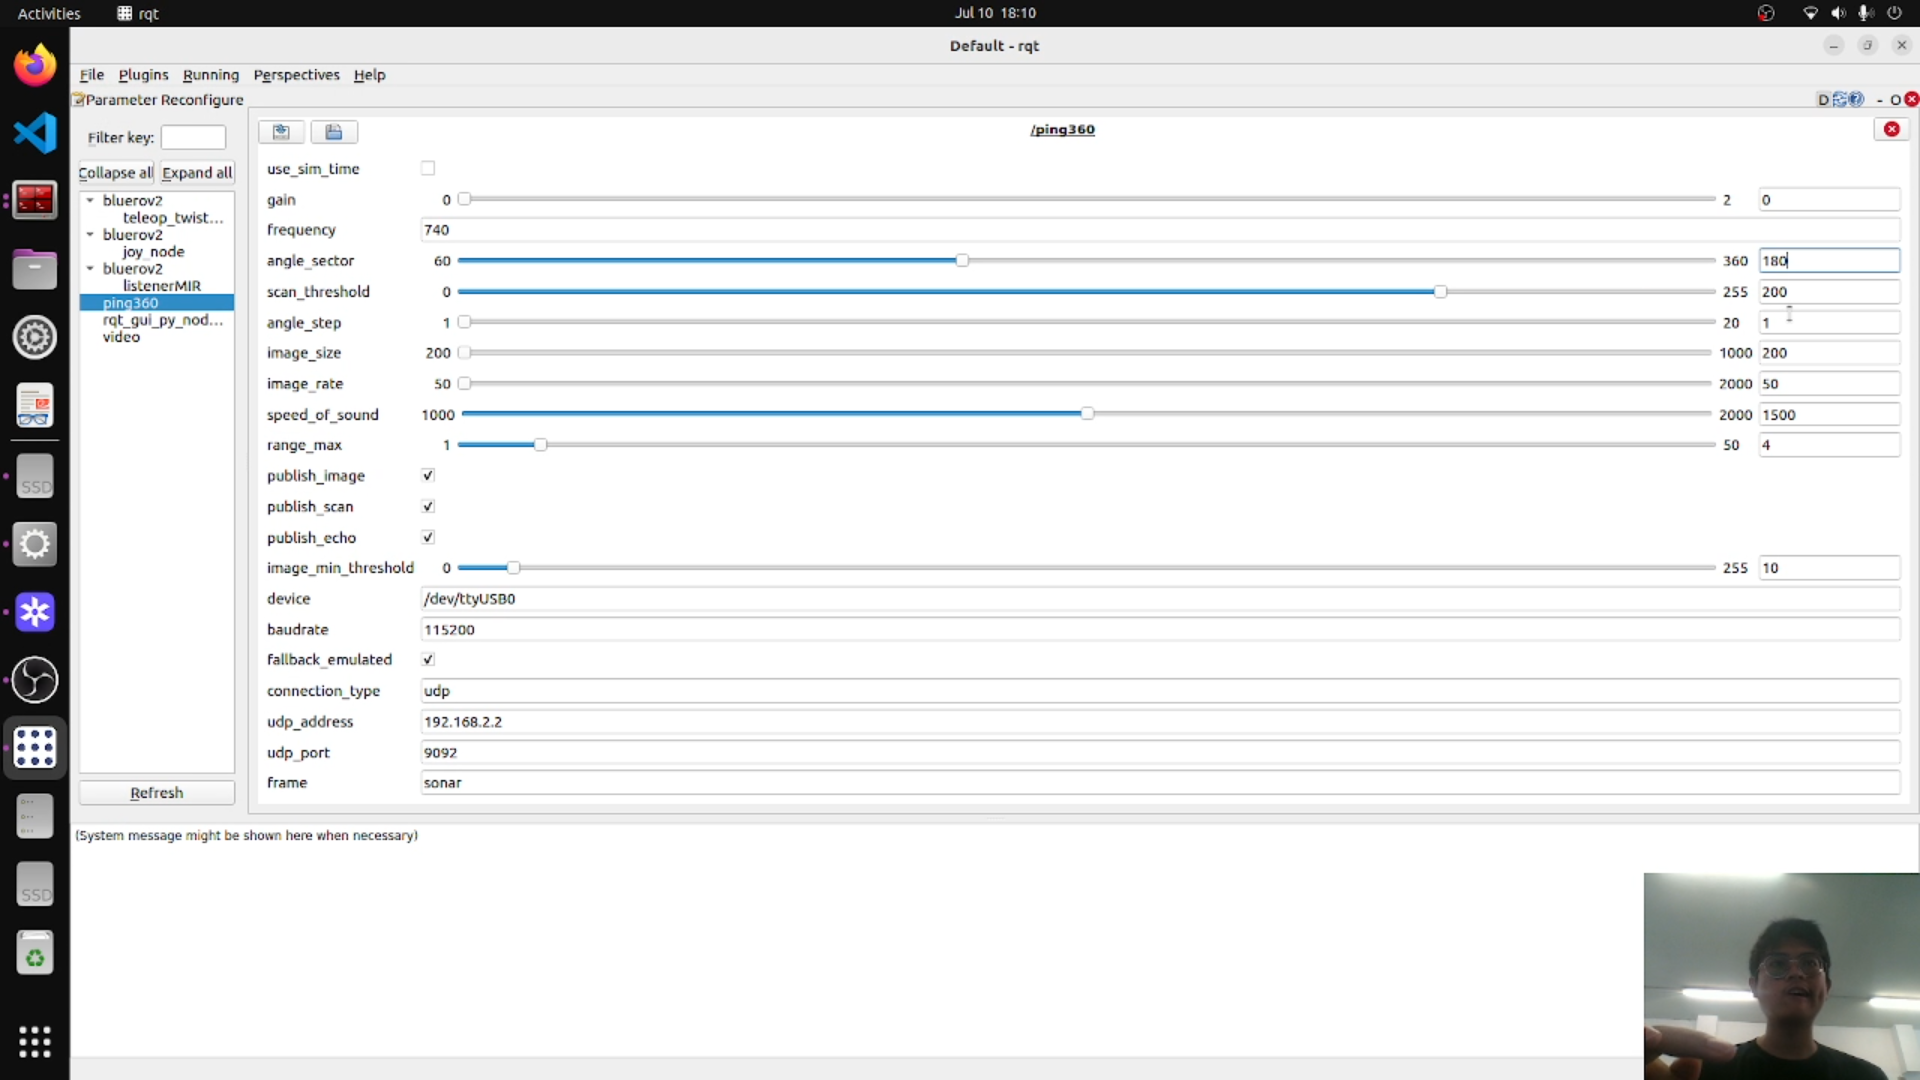 Activities
rqt
Jul 10 18:10
Default - rqt
File Plugins Running Perspectives Help
Parameter Reconfigure
D - O
Filter key:
Collapse all Expand all
bluerov2
teleop_twist...
bluerov2
joy_node
bluerov2
listenerMIR
ping360
rqt_gui_py_nod...
video
Refresh
/ping360
use_sim_time
gain 0 2 0
frequency 740
angle_sector 60 360 180
scan_threshold 0 255 200
angle_step 1 20 1
image_size 200 1000 200
image_rate 50 2000 50
speed_of_sound 1000 2000 1500
range_max 1 50 4
publish_image
publish_scan
publish_echo
image_min_threshold 0 255 10
device /dev/ttyUSB0
baudrate 115200
fallback_emulated
connection_type udp
udp_address 192.168.2.2
udp_port 9092
frame sonar
(System message might be shown here when necessary)
SSD
SSD